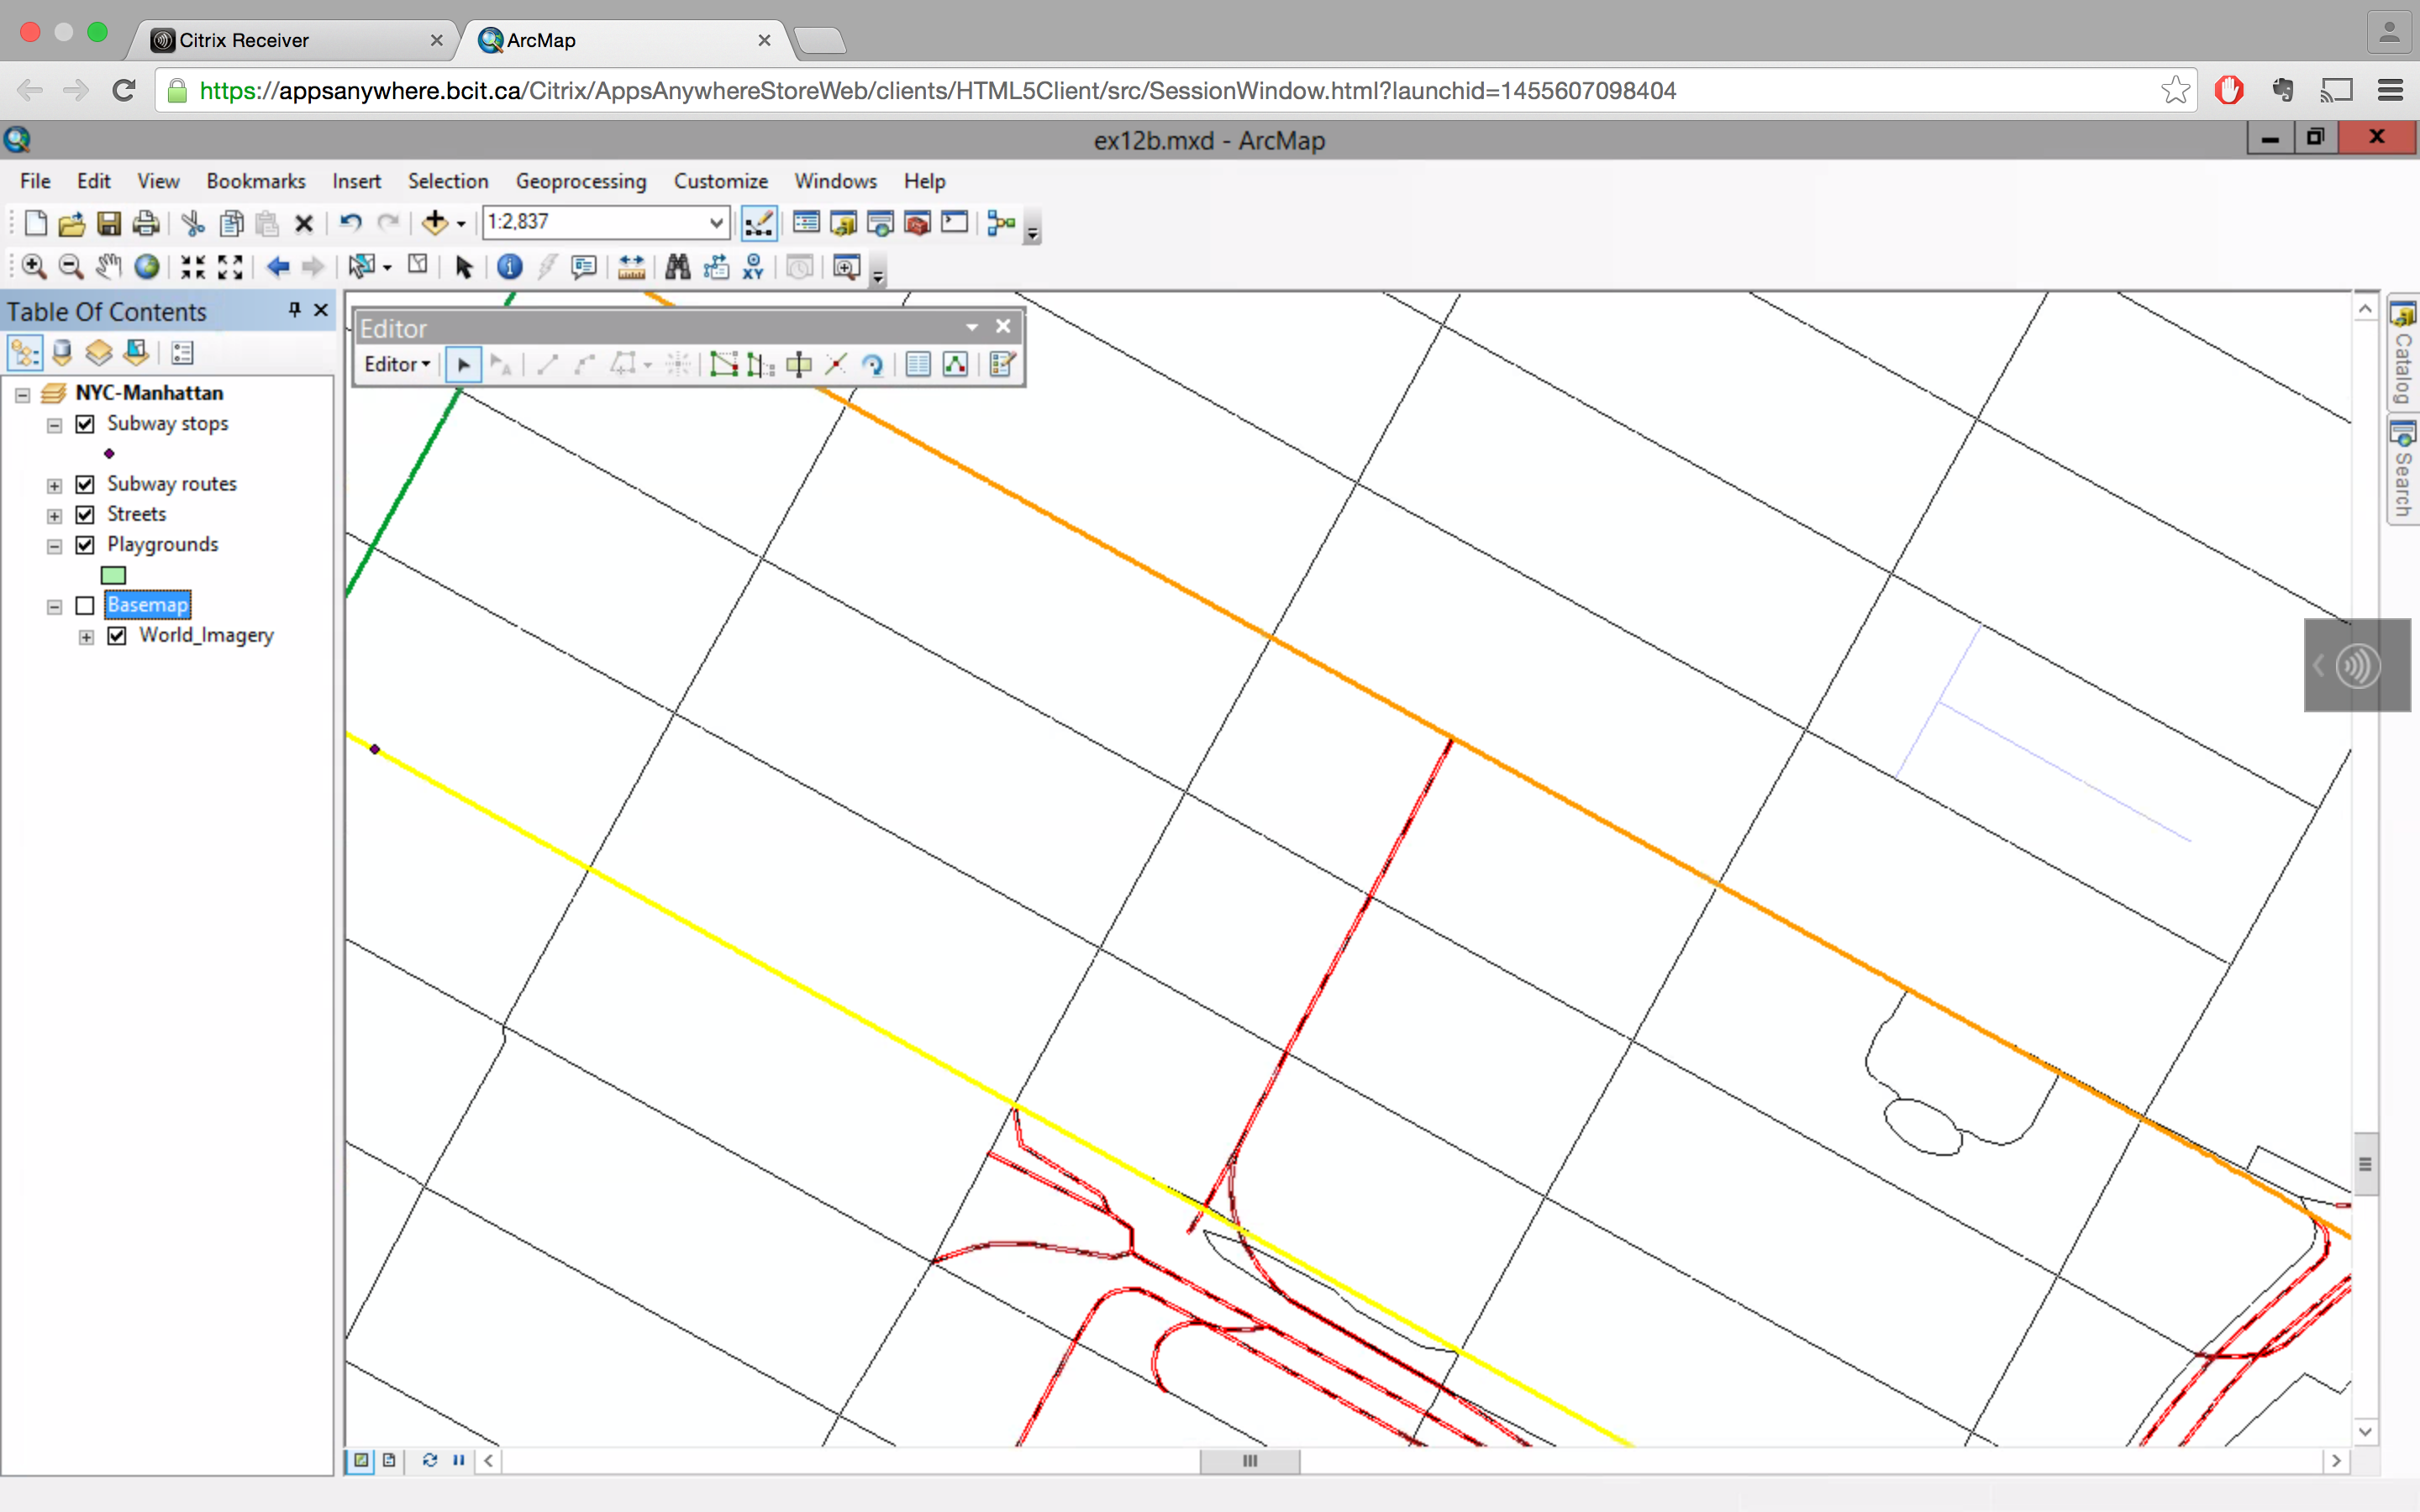 Citrix Receiver
ArcMap
https://appsanywhere.bcit.ca/Citrix/AppsAnywhereStoreWeb/clients/HTML5Client/src/SessionWindow.html?launchid=1455607098404
ex12b.mxd - ArcMap
File Edit View Bookmarks Insert Selection Geoprocessing Customize Windows Help
1:2,837
XY
Table Of Contents
Editor
Editor
NYC-Manhattan
Subway stops
Subway routes
Streets
Playgrounds
Basemap
World_Imagery
Catalog
Search